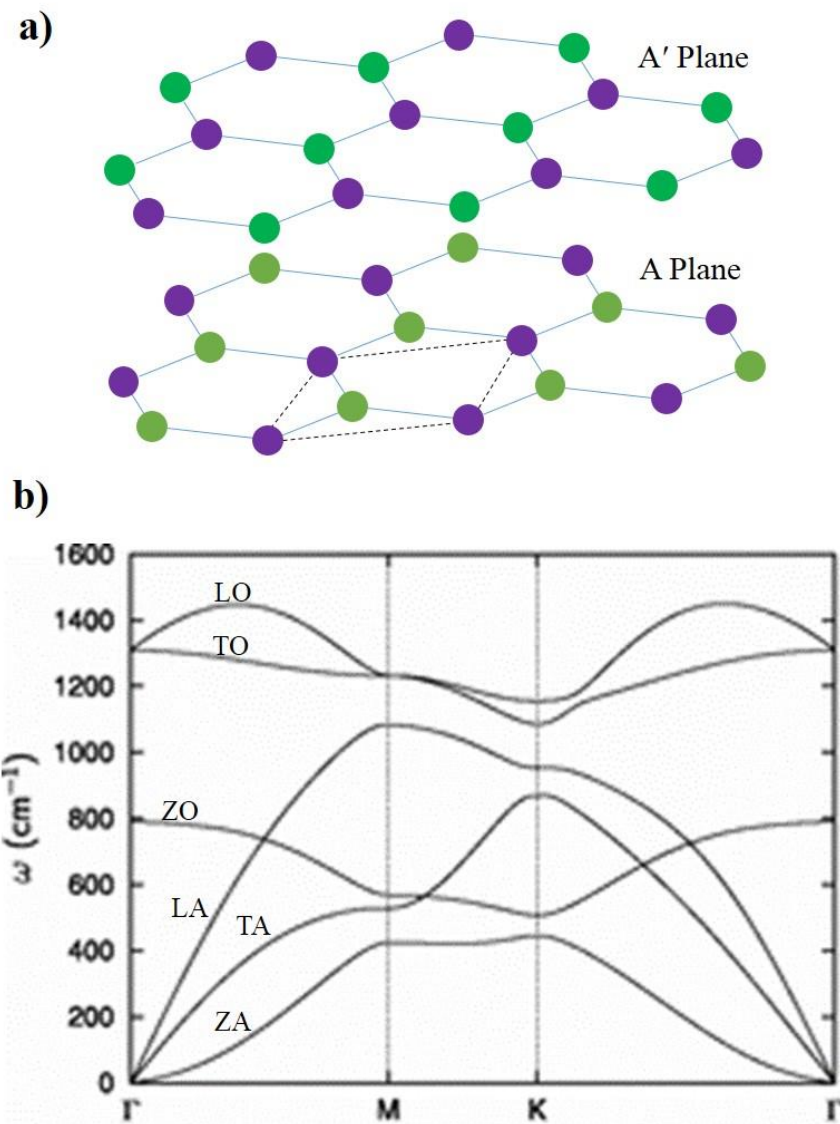 a)
A′ Plane
A Plane
b)
1600
1400
1200
1000
800
600
400
200
0
ω (cm⁻¹)
LO
TO
ZO
LA
TA
ZA
Γ
M
K
Γ